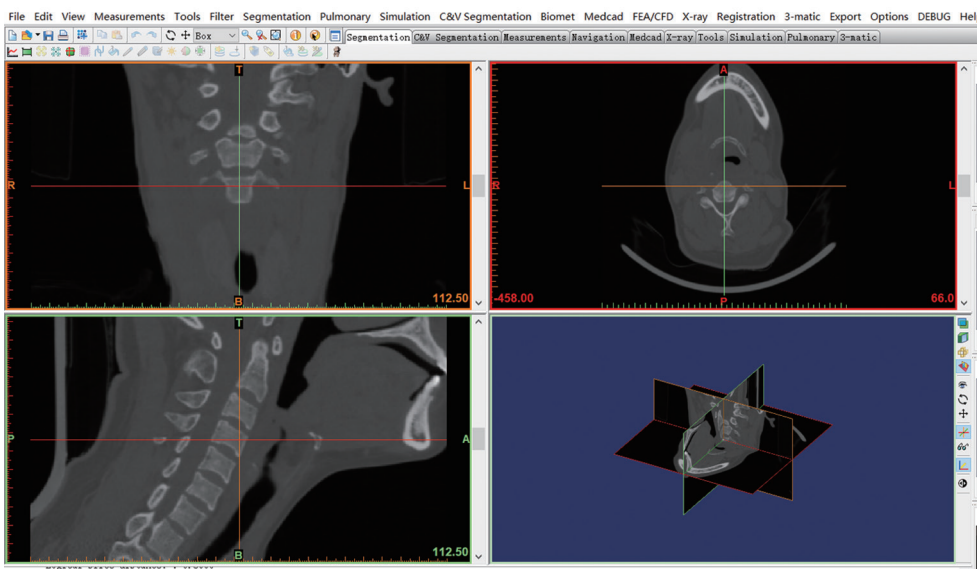 File Edit View Measurements Tools Filter Segmentation Pulmonary Simulation C&V Segmentation Biomet Medcad FEA/CFD X-ray Registration 3-matic Export Options DEBUG
Box Segmentation C&V Segmentation Measurements Navigation Medcad X-ray Tools Simulation Pulmonary 3-matic
T A
R L R L
B 112.50 -458.00 P 66.0
T
P A
B 112.50